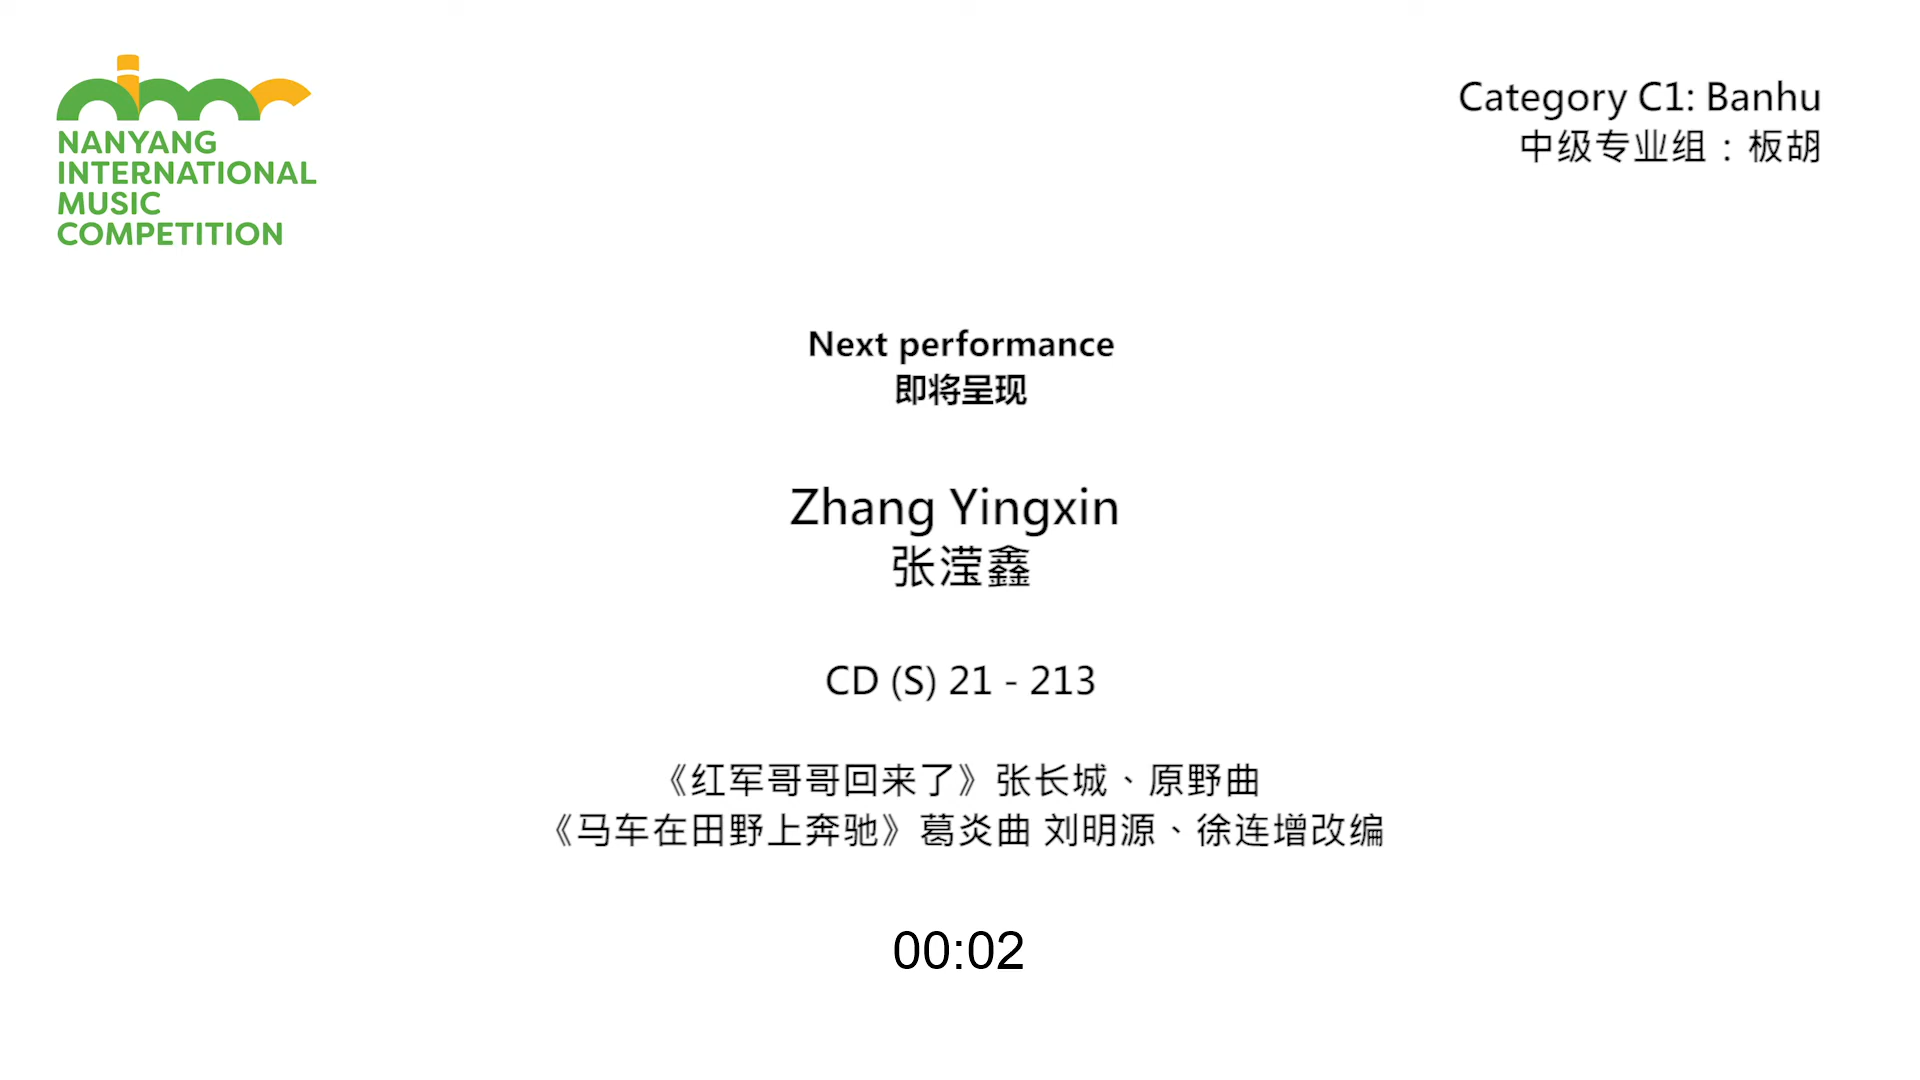 NANYANG
INTERNATIONAL
MUSIC
COMPETITION
Category C1: Banhu
中级专业组：板胡
Next performance
即将呈现
Zhang Yingxin
张滢鑫
CD (S) 21 - 213
《红军哥哥回来了》张长城、原野曲
《马车在田野上奔驰》葛炎曲 刘明源、徐连增改编
00:02